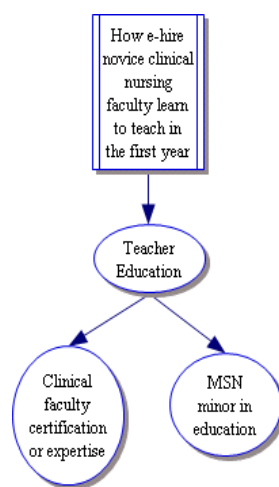 How e-hire
novice clinical
nursing
faculty learn
to teach in
the first year
Teacher
Education
Clinical
faculty
certification
or expertise
MSN
minor in
education